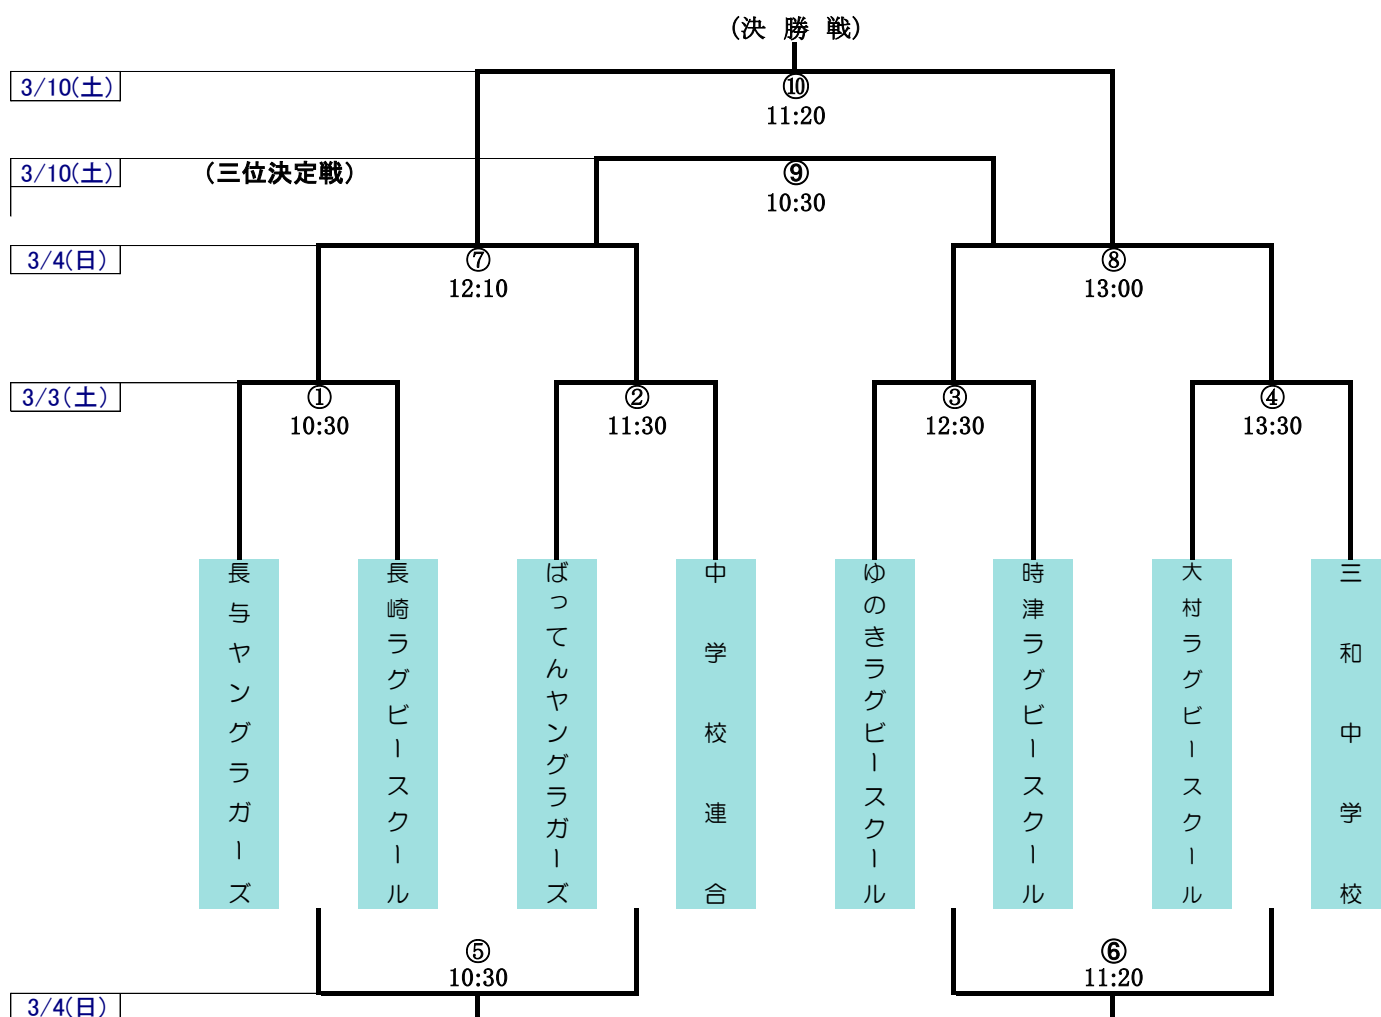 (決 勝 戦)
3/10(土)
⑩
11:20
3/10(土)
(三位決定戦)
⑨
10:30
3/4(日)
⑦
12:10
⑧
13:00
3/3(土)
①
10:30
②
11:30
③
12:30
④
13:30
長与ヤングラガーズ
長崎ラグビースクール
ばってんヤングラガーズ
中学校連合
ゆのきラグビースクール
時津ラグビースクール
大村ラグビースクール
三和中学校
⑤
10:30
⑥
11:20
3/4(日)